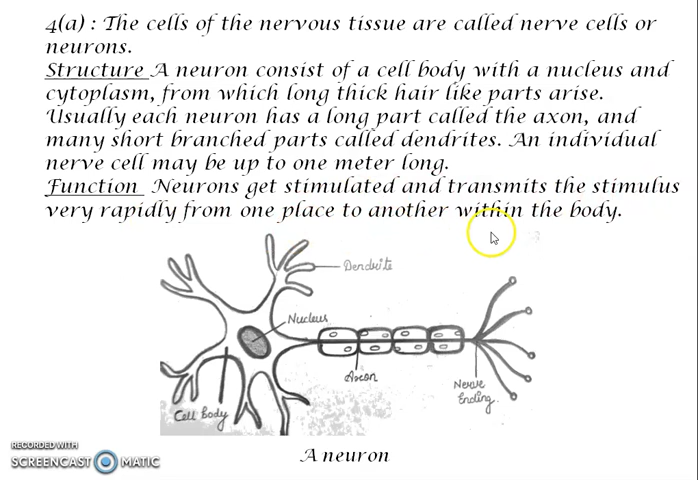 4(a) : The cells of the nervous tissue are called nerve cells or
neurons.
Structure A neuron consist of a cell body with a nucleus and
cytoplasm, from which long thick hair like parts arise.
Usually each neuron has a long part called the axon, and
many short branched parts called dendrites. An individual
nerve cell may be up to one meter long.
Function Neurons get stimulated and transmits the stimulus
very rapidly from one place to another within the body.
Dendrite
Nucleus
Axon
Nerve
Ending.
Cell Body
A neuron
RECORDED WITH
SCREENCAST MATIC